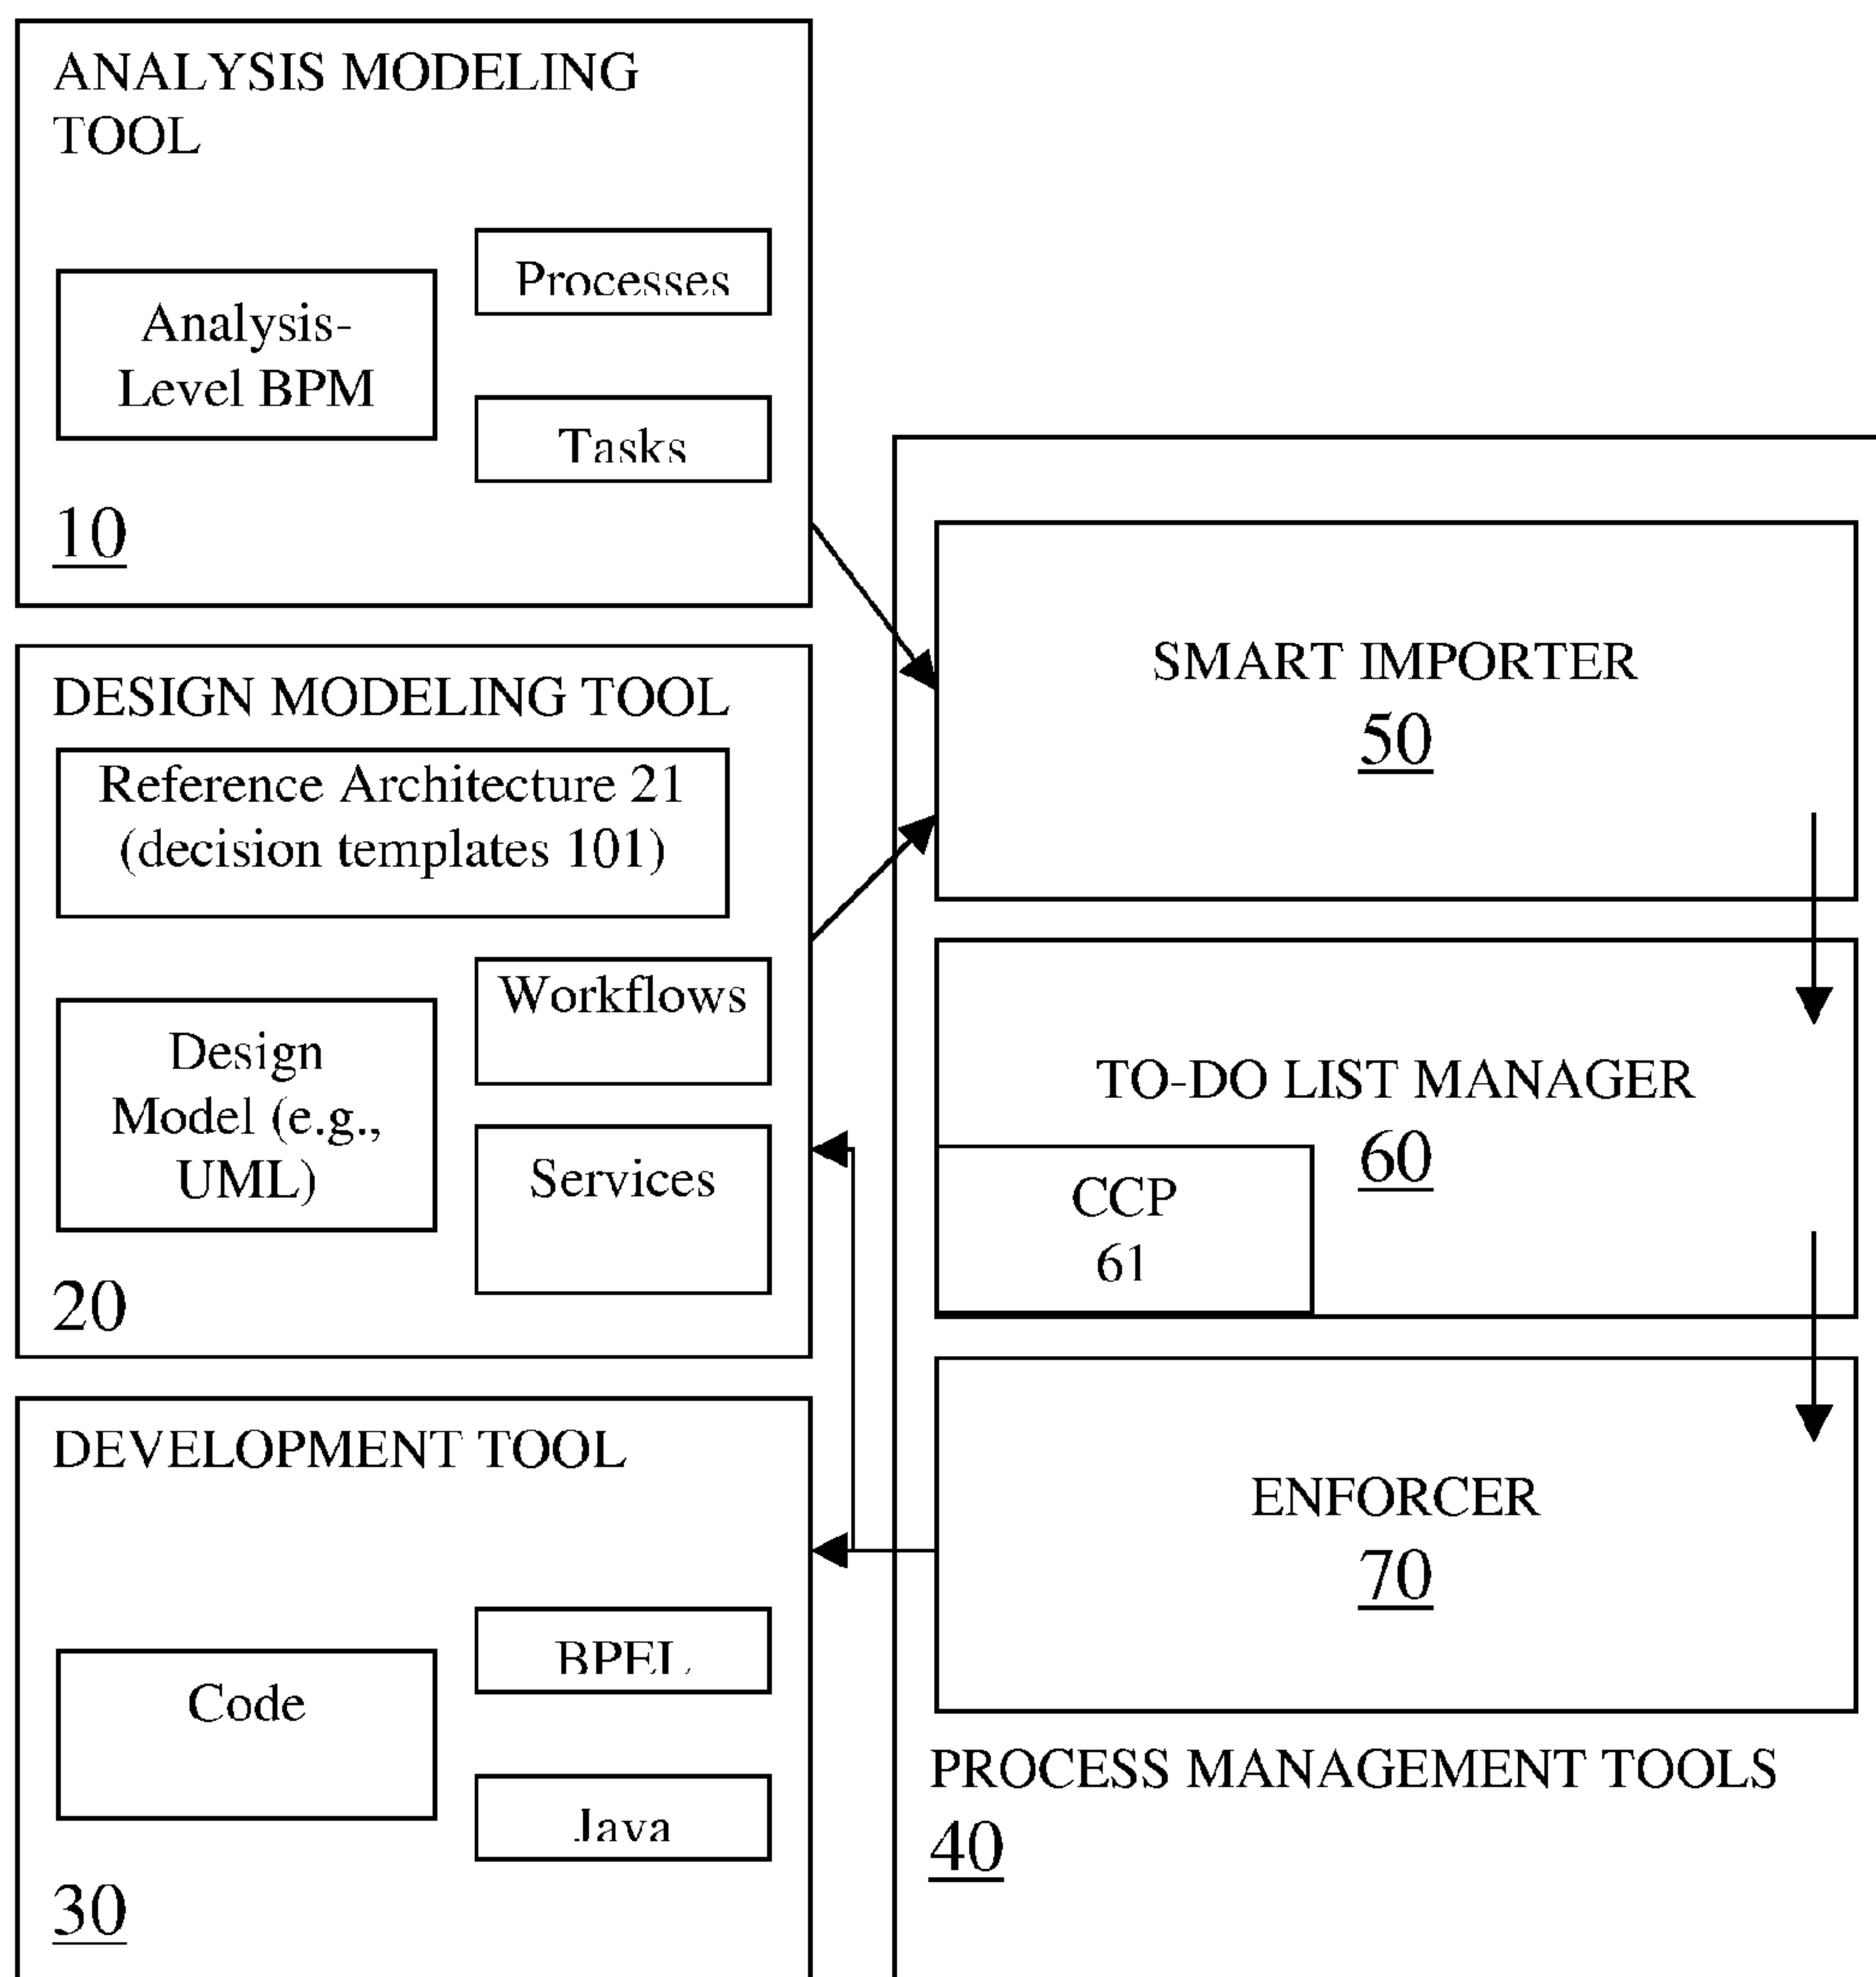 ANALYSIS MODELING
TOOL
Processes
Analysis-
Level BPM
Tasks
10
DESIGN MODELING TOOL
Reference Architecture 21
(decision templates 101)
Workflows
Design
Model (e.g.,
UML)
Services
20
DEVELOPMENT TOOL
BPEL
Code
Java
30
SMART IMPORTER
50
TO-DO LIST MANAGER
60
CCP
61
ENFORCER
70
PROCESS MANAGEMENT TOOLS
40